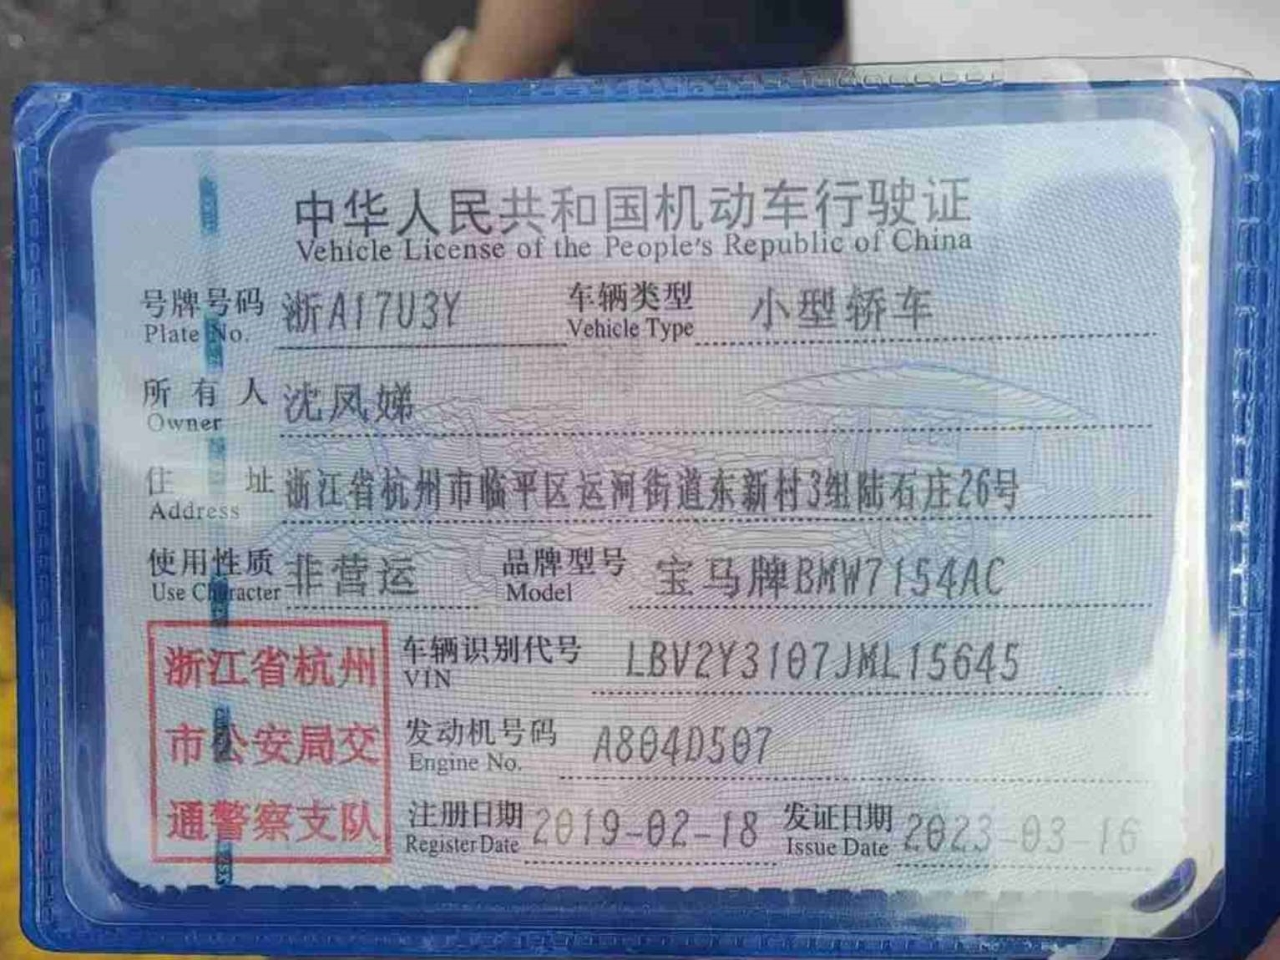 中华人民共和国机动车行驶证
Vehicle License of the People's Republic of China
号牌号码 浙A17U3Y 车辆类型 小型轿车
Plate No. Vehicle Type
所有人 沈凤娣
Owner
住址 浙江省杭州市临平区运河街道东新村3组陆石庄26号
Address
使用性质 非营运 品牌型号 宝马牌BMW7154AC
Use Character Model
浙江省杭州
市公安局交
通警察支队
车辆识别代号 LBV2Y3107JML15645
VIN
发动机号码 A804D507
Engine No.
注册日期 2019-02-18 发证日期 2023-03-16
Register Date Issue Date